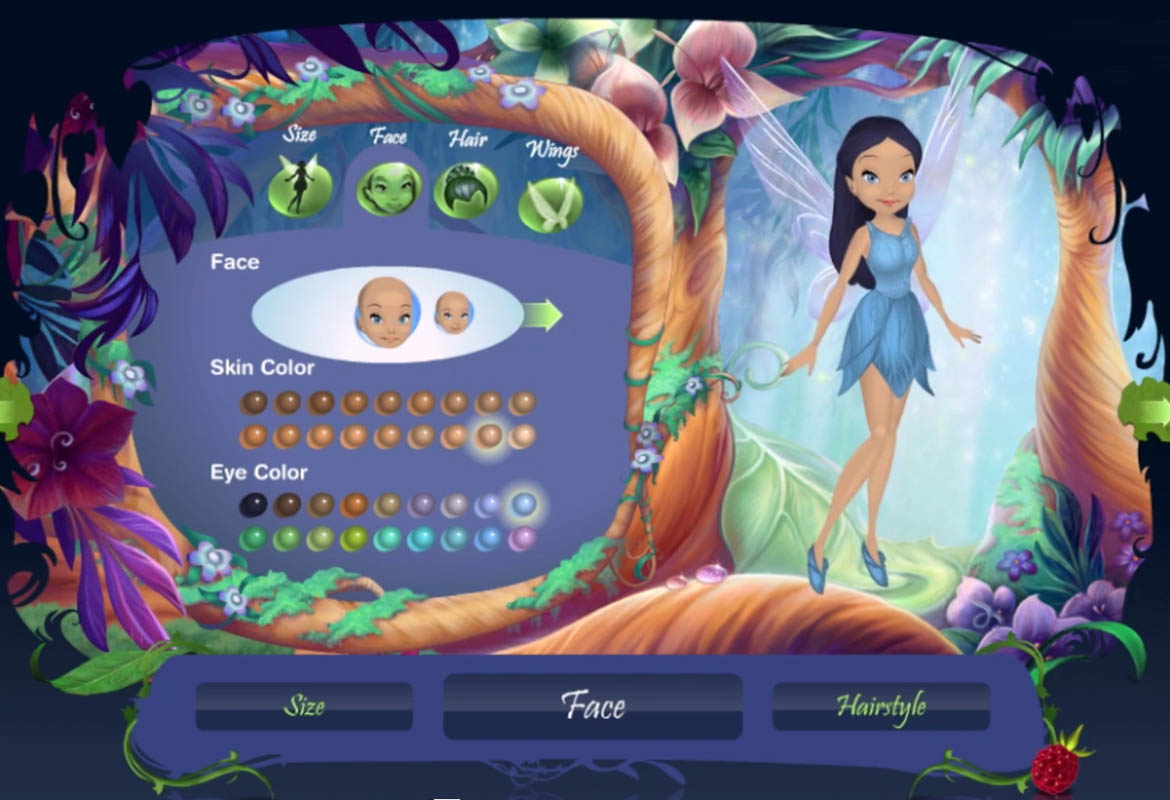 Size
Face
Hair
Wings
Face
Skin Color
Eye Color
Size
Face
Hairstyle